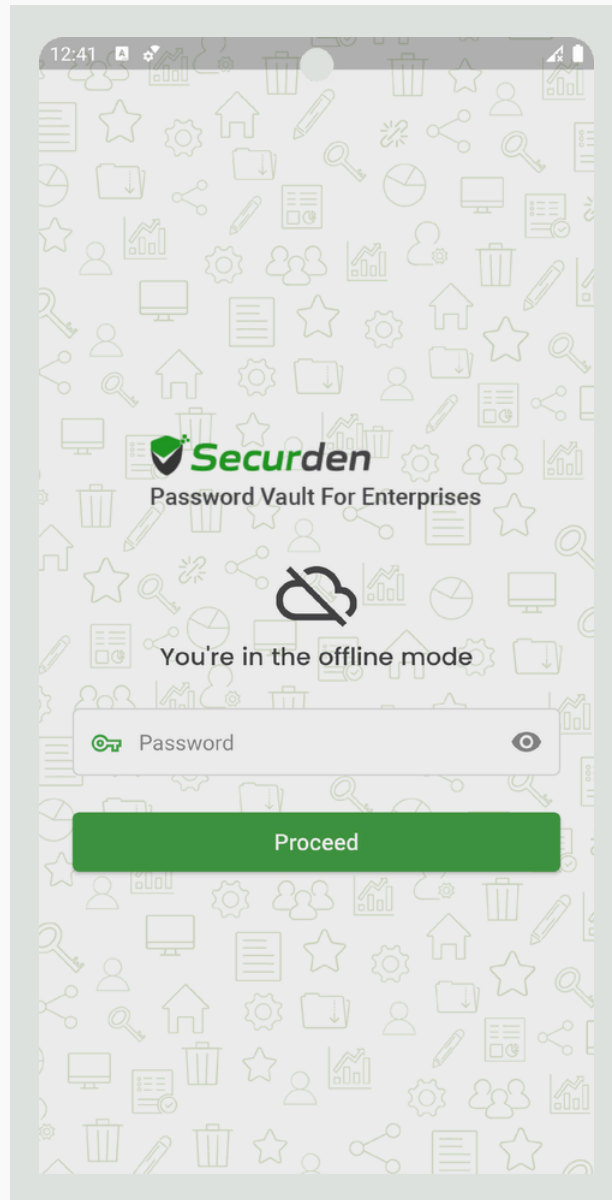 12:41
Securden
Password Vault For Enterprises
You're in the offline mode
Password
Proceed